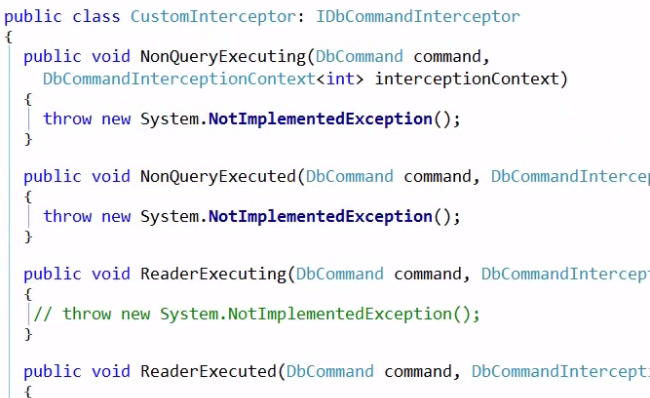 public class CustomInterceptor: IDbCommandInterceptor
{
public void NonQueryExecuting(DbCommand command,
DbCommandInterceptionContext<int> interceptionContext)
{
throw new System.NotImplementedException();
}
public void NonQueryExecuted(DbCommand command, DbCommandIntercep
{
throw new System.NotImplementedException();
}
public void ReaderExecuting(DbCommand command, DbCommandIntercept
{
// throw new System.NotImplementedException();
}
public void ReaderExecuted(DbCommand command, DbCommandIntercepti
{